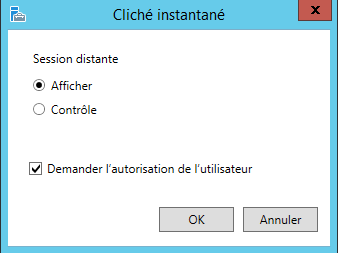 Cliché instantané
Session distante
Afficher
Contrôle
Demander l'autorisation de l'utilisateur
OK
Annuler